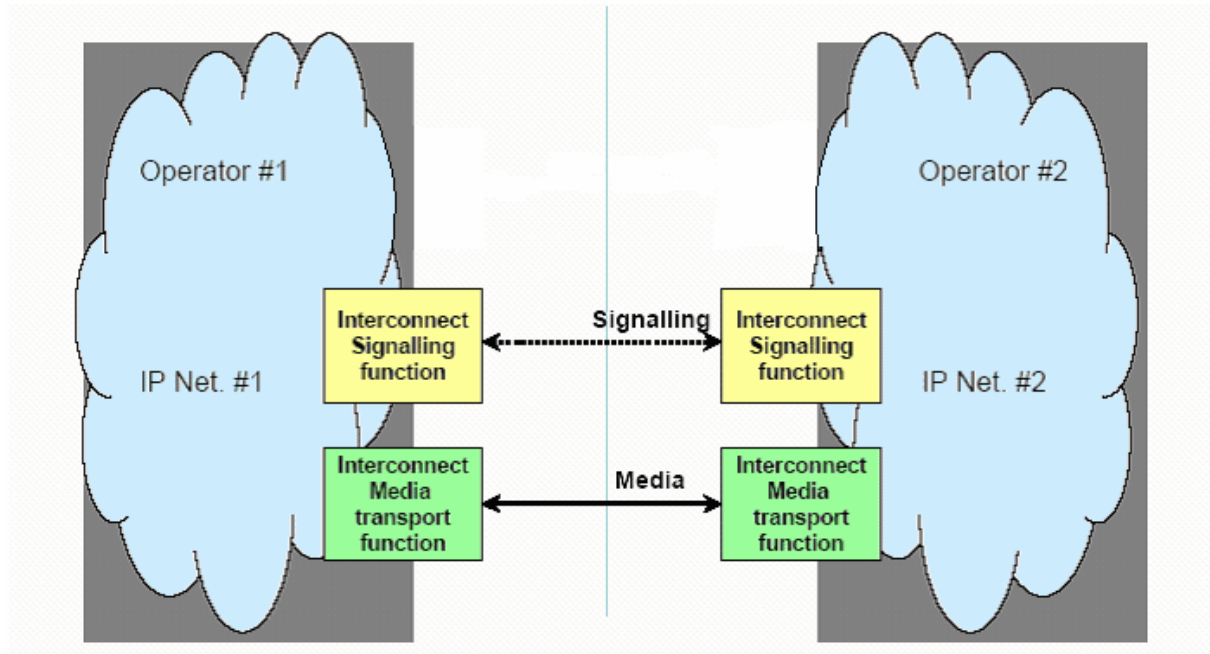 Operator #1
Operator #2
Interconnect
Signalling
function
Signalling
Interconnect
Signalling
function
IP Net. #1
IP Net. #2
Interconnect
Media
transport
function
Media
Interconnect
Media
transport
function